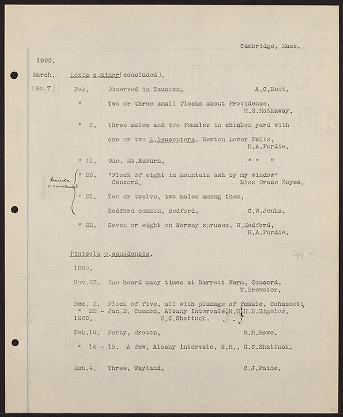 Cambridge, Mass.
1900.
March. Loxia c.minor(concluded).
(No.7) Feb. Observed in Taunton, A.C.Bent.
" Two or three small flocks about Providence,
H.S.Hathaway.
" 8, three males and two females in chicken yard with
one or two L.leucoptera, Newton Lower Falls,
H.A.Purdie.
" 11. One, Mt.Auburn, " " "
" 20. "Flock of eight in mountain ash by my window"
Concord, Miss Grace Keyes.
" 21. Ten or twelve, two males among them,
Bedford common, Bedford, C.W.Jenks.
" 22, Seven or eight on Norway spruces, W.Medford,
H.A.Purdie.
Pinicola e.canadensis.
1899.
Nov.23. One heard many times at Barrett Farm, Concord,
W.Brewster.
Dec. 2. Flock of five, all with plumage of female, Cohasset,
" 22 - Jan.2, Common, Albany Intervale, N.H. H.B.Bigelow.
1900. G.C.Shattuck.
Feb.19. Forty, Groton, R.H.Howe.
" 14 - 19. A few, Albany Intervale, N.H., G.C.Shattuck.
Mch.4. Three, Wayland, C.J.Paine.